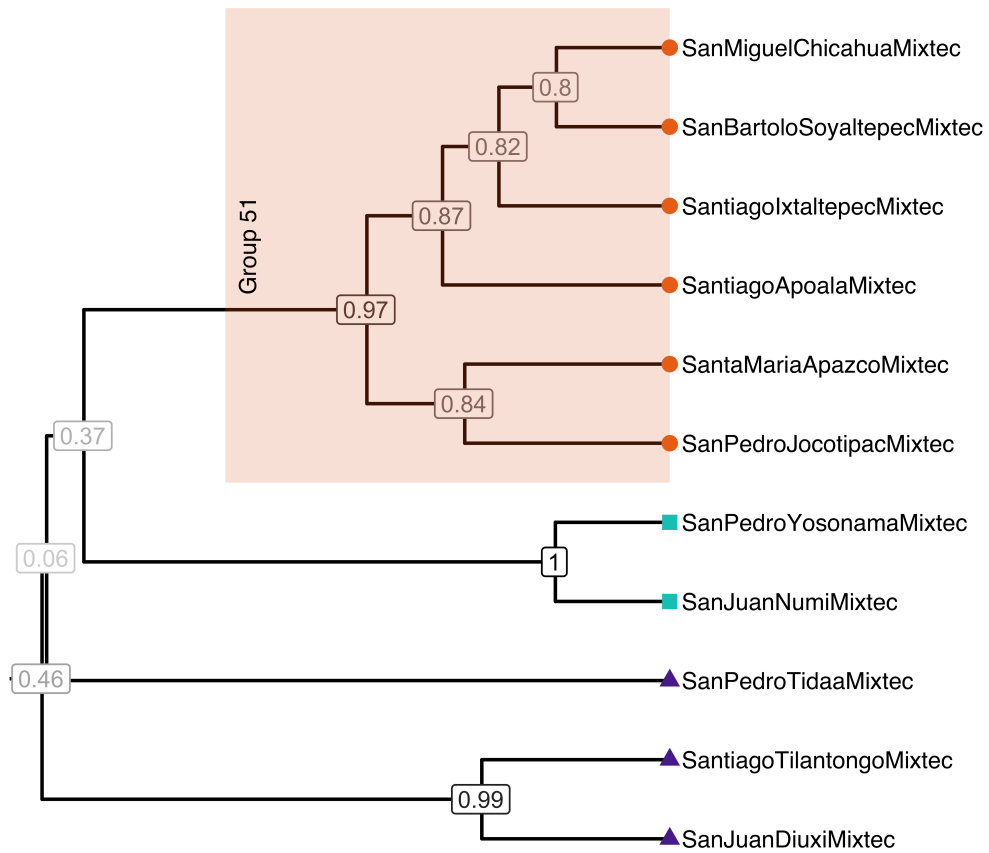 SanMiguelChicahuaMixtec
0.8
SanBartoloSoyaltepecMixtec
0.82
SantiagoIxtaltepecMixtec
0.87
Group 51
SantiagoApoalaMixtec
0.97
SantaMariaApazcoMixtec
0.84
0.37
SanPedroJocotipacMixtec
SanPedroYosonamaMixtec
0.06
1
SanJuanNumiMixtec
0.46
SanPedroTidaaMixtec
SantiagoTilantongoMixtec
0.99
SanJuanDiuxiMixtec